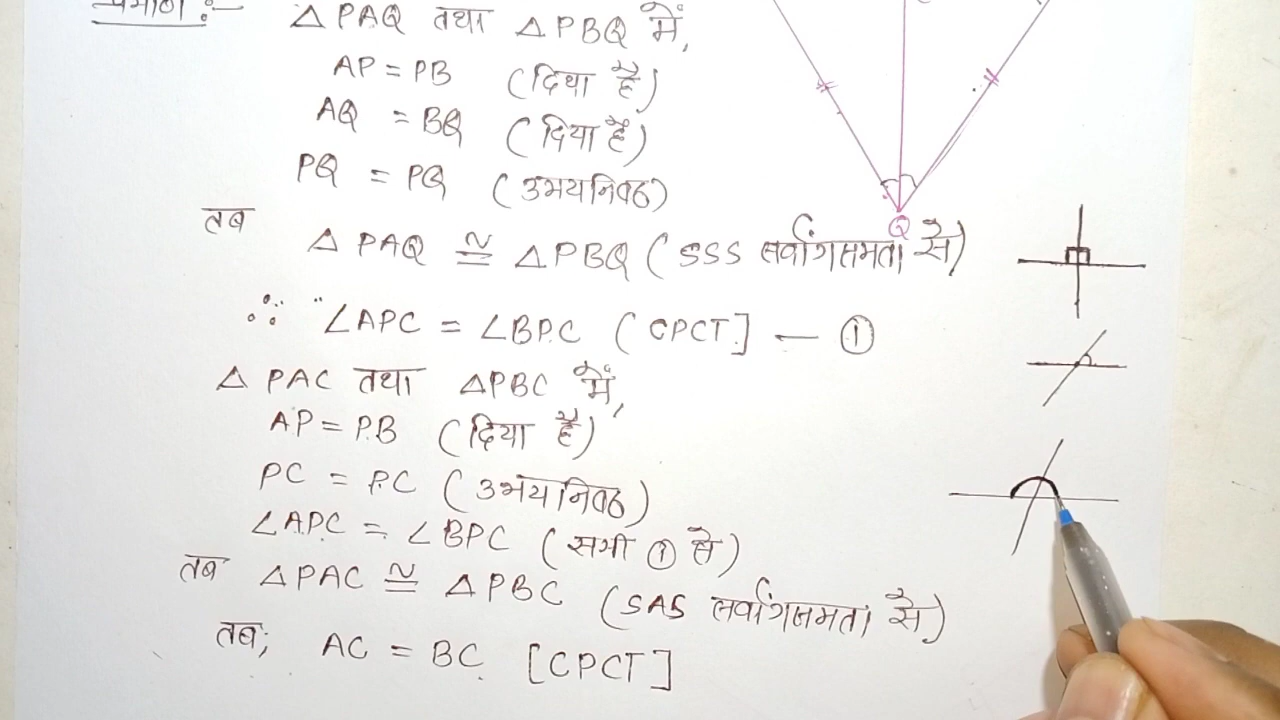 प्रमाण :-
△ PAQ तथा △ PBQ में,
AP = PB (दिया है)
AQ = BQ (दिया है)
PQ = PQ (उभयनिष्ठ)
Q
तब △ PAQ ≅ △PBQ (SSS सर्वांगसमता से)
∴ ∠APC = ∠BPC (CPCT] — ①
△ PAC तथा △PBC में,
AP = PB (दिया है)
PC = PC (उभयनिष्ठ)
∠APC = ∠BPC (समी ① से)
तब △PAC ≅ △PBC (SAS सर्वांगसमता से)
तब, AC = BC [CPCT]